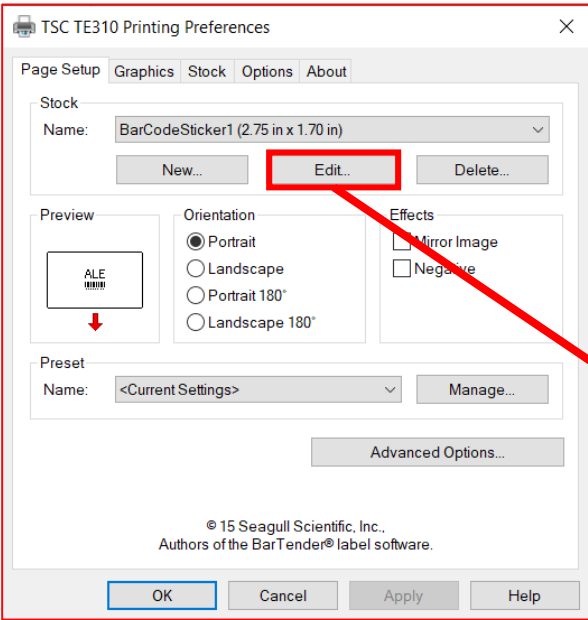 TSC TE310 Printing Preferences
Page Setup Graphics Stock Options About
Stock
Name: BarCodeSticker1 (2.75 in x 1.70 in)
New... Edit... Delete...
Preview
ALE
Orientation
Portrait
Landscape
Portrait 180°
Landscape 180°
Effects
Mirror Image
Negative
Preset
Name: <Current Settings>
Manage...
Advanced Options...
© 15 Seagull Scientific, Inc.,
Authors of the BarTender® label software.
OK Cancel Apply Help